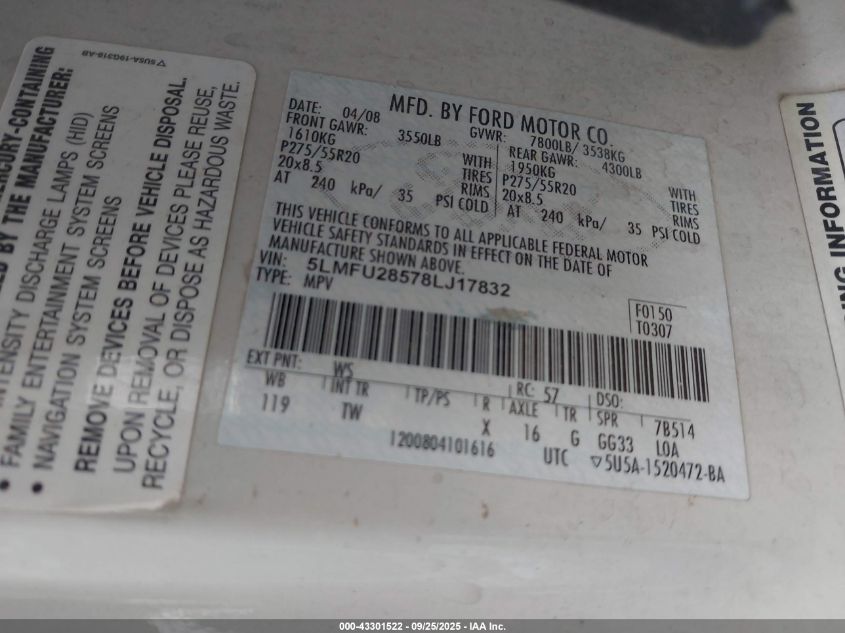 5U5A-19G318-AB
MERCURY-CONTAINING
BY THE MANUFACTURER:
INTENSITY DISCHARGE LAMPS (HID)
• FAMILY ENTERTAINMENT SYSTEM SCREENS
• NAVIGATION SYSTEM SCREENS
REMOVE DEVICES BEFORE VEHICLE DISPOSAL.
UPON REMOVAL OF DEVICES PLEASE REUSE,
RECYCLE, OR DISPOSE AS HAZARDOUS WASTE.
MFD. BY FORD MOTOR CO.
DATE: 04/08 GVWR: 7800LB/ 3538KG
FRONT GAWR: 3550LB REAR GAWR: 4300LB
1610KG WITH 1950KG WITH
P275/55R20 TIRES P275/55R20 TIRES
20x8.5 RIMS 20x8.5 RIMS
AT 240 kPa/ 35 PSI COLD AT 240 kPa/ 35 PSI COLD
THIS VEHICLE CONFORMS TO ALL APPLICABLE FEDERAL MOTOR
VEHICLE SAFETY STANDARDS IN EFFECT ON THE DATE OF
MANUFACTURE SHOWN ABOVE.
VIN: 5LMFU28578LJ17832
TYPE: MPV
F0150
T0307
EXT PNT: WS RC: 57 DSO:
WB INT TR TP/PS R AXLE TR SPR 7B514
119 TW X 16 G GG33 LOA
1200804101616 UTC ▽5U5A-1520472-BA
ING INFORMATION
000-43301522 - 09/25/2025 - IAA Inc.